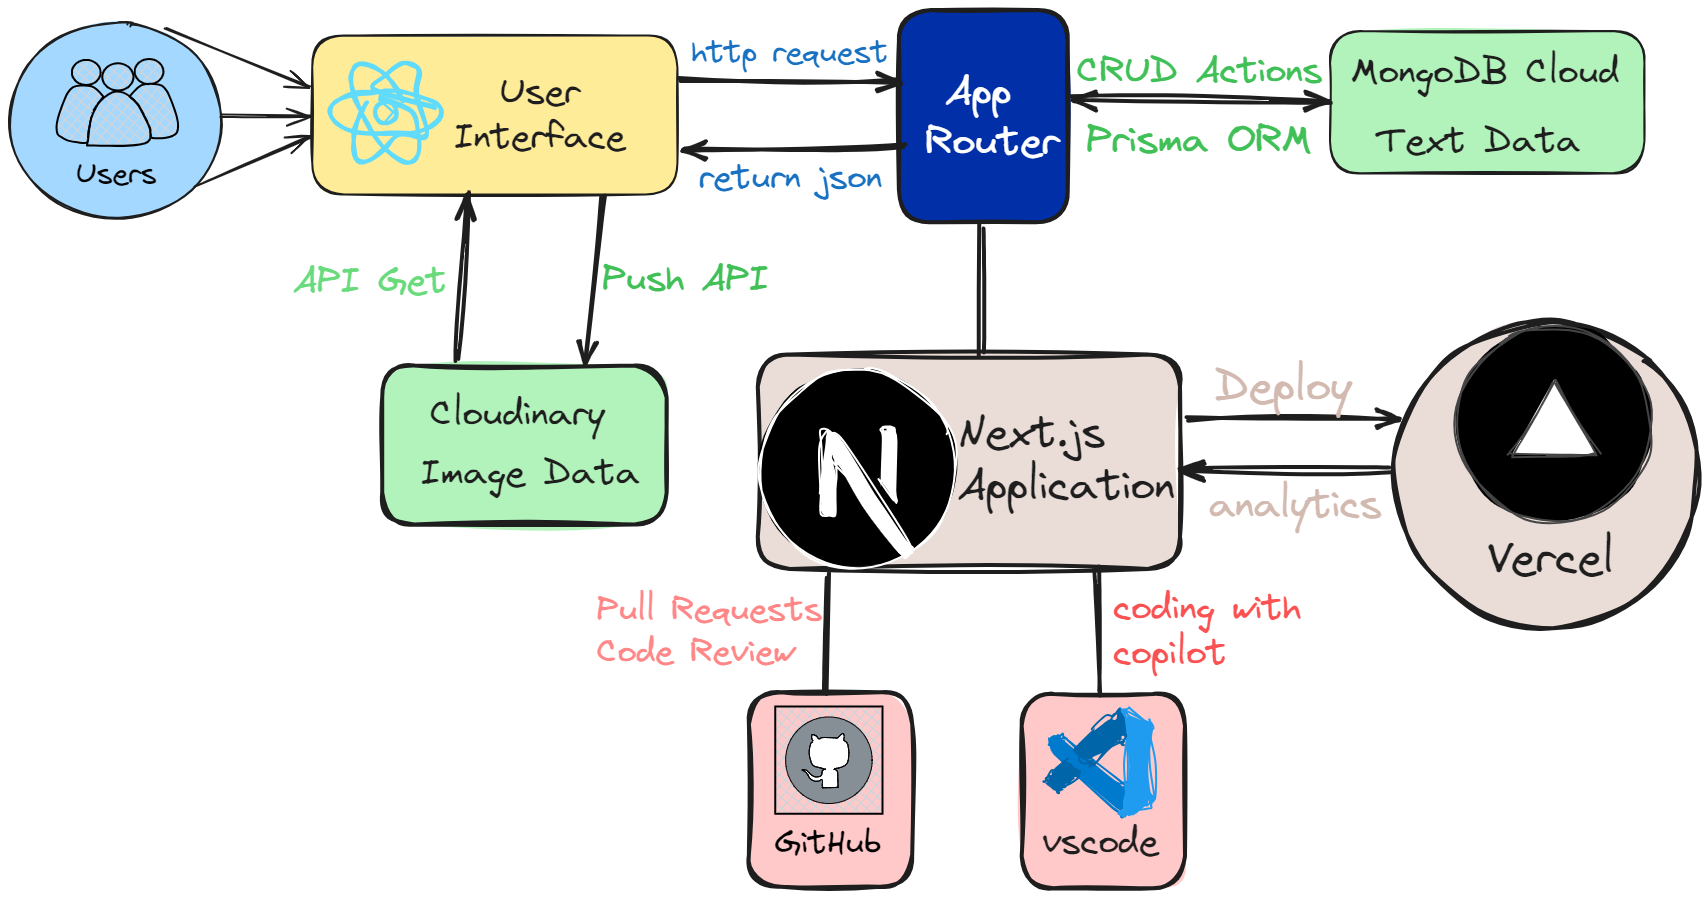 Users
User
Interface
http request
return json
App
Router
CRUD Actions
Prisma ORM
MongoDB Cloud
Text Data
API Get
Push API
Cloudinary
Image Data
Next.js
Application
Deploy
analytics
Vercel
Pull Requests
Code Review
coding with
copilot
GitHub
vscode